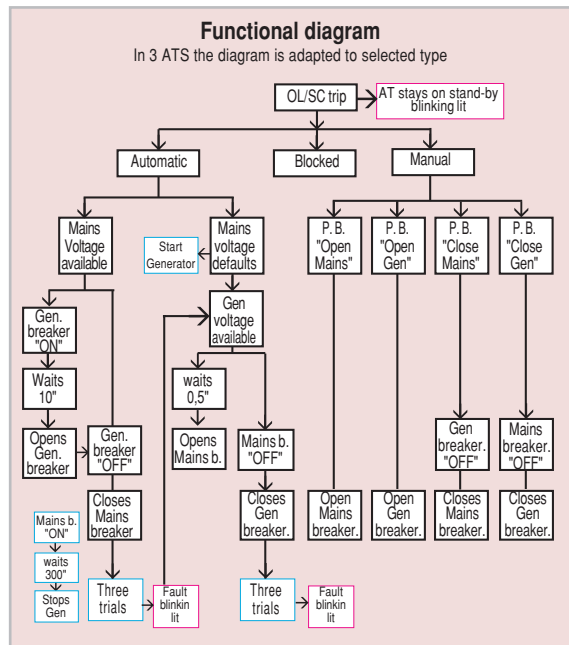 Functional diagram
In 3 ATS the diagram is adapted to selected type
OL/SC trip
AT stays on stand-by
blinking lit
Automatic
Blocked
Manual
Mains
Voltage
available
Start
Generator
Mains
voltage
defaults
P. B.
"Open
Mains"
P. B.
"Open
Gen"
P. B.
"Close
Mains"
P. B.
"Close
Gen"
Gen
voltage
available
Gen.
breaker
"ON"
Waits
10"
Opens
Gen.
breaker
Gen.
breaker
"OFF"
waits
0,5"
Opens
Mains b.
Mains b.
"OFF"
Gen
breaker.
"OFF"
Mains
breaker.
"OFF"
Closes
Mains
breaker
Closes
Gen
breaker.
Open
Mains
breaker.
Open
Gen
breaker.
Closes
Mains
breaker.
Closes
Gen
breaker.
Mains b.
"ON"
waits
300"
Stops
Gen
Three
trials
Fault
blinkin
lit
Three
trials
Fault
blinkin
lit